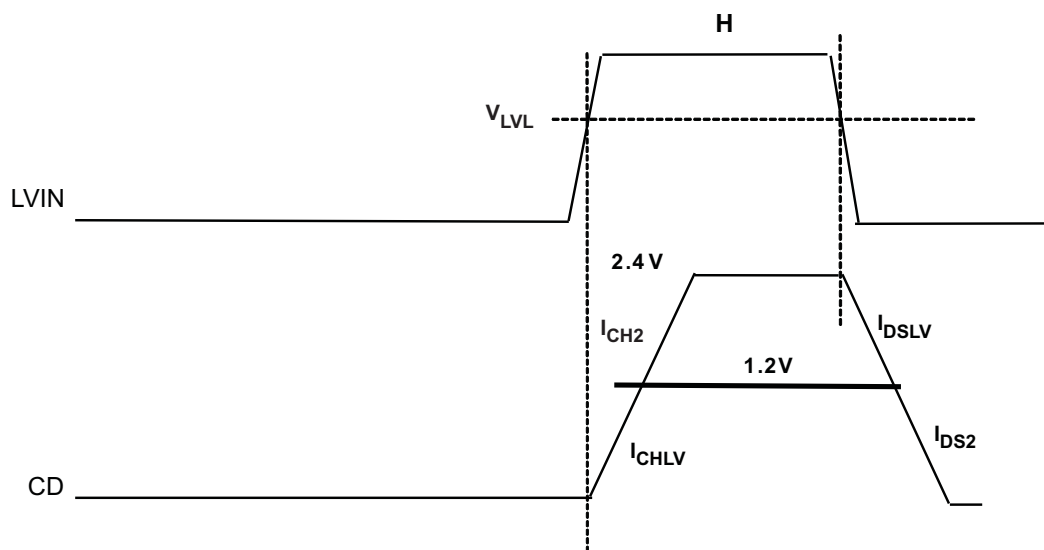 H
V_LVL
LVIN
2.4 V
I_CH2
I_DSLV
1.2V
I_CHLV
I_DS2
CD